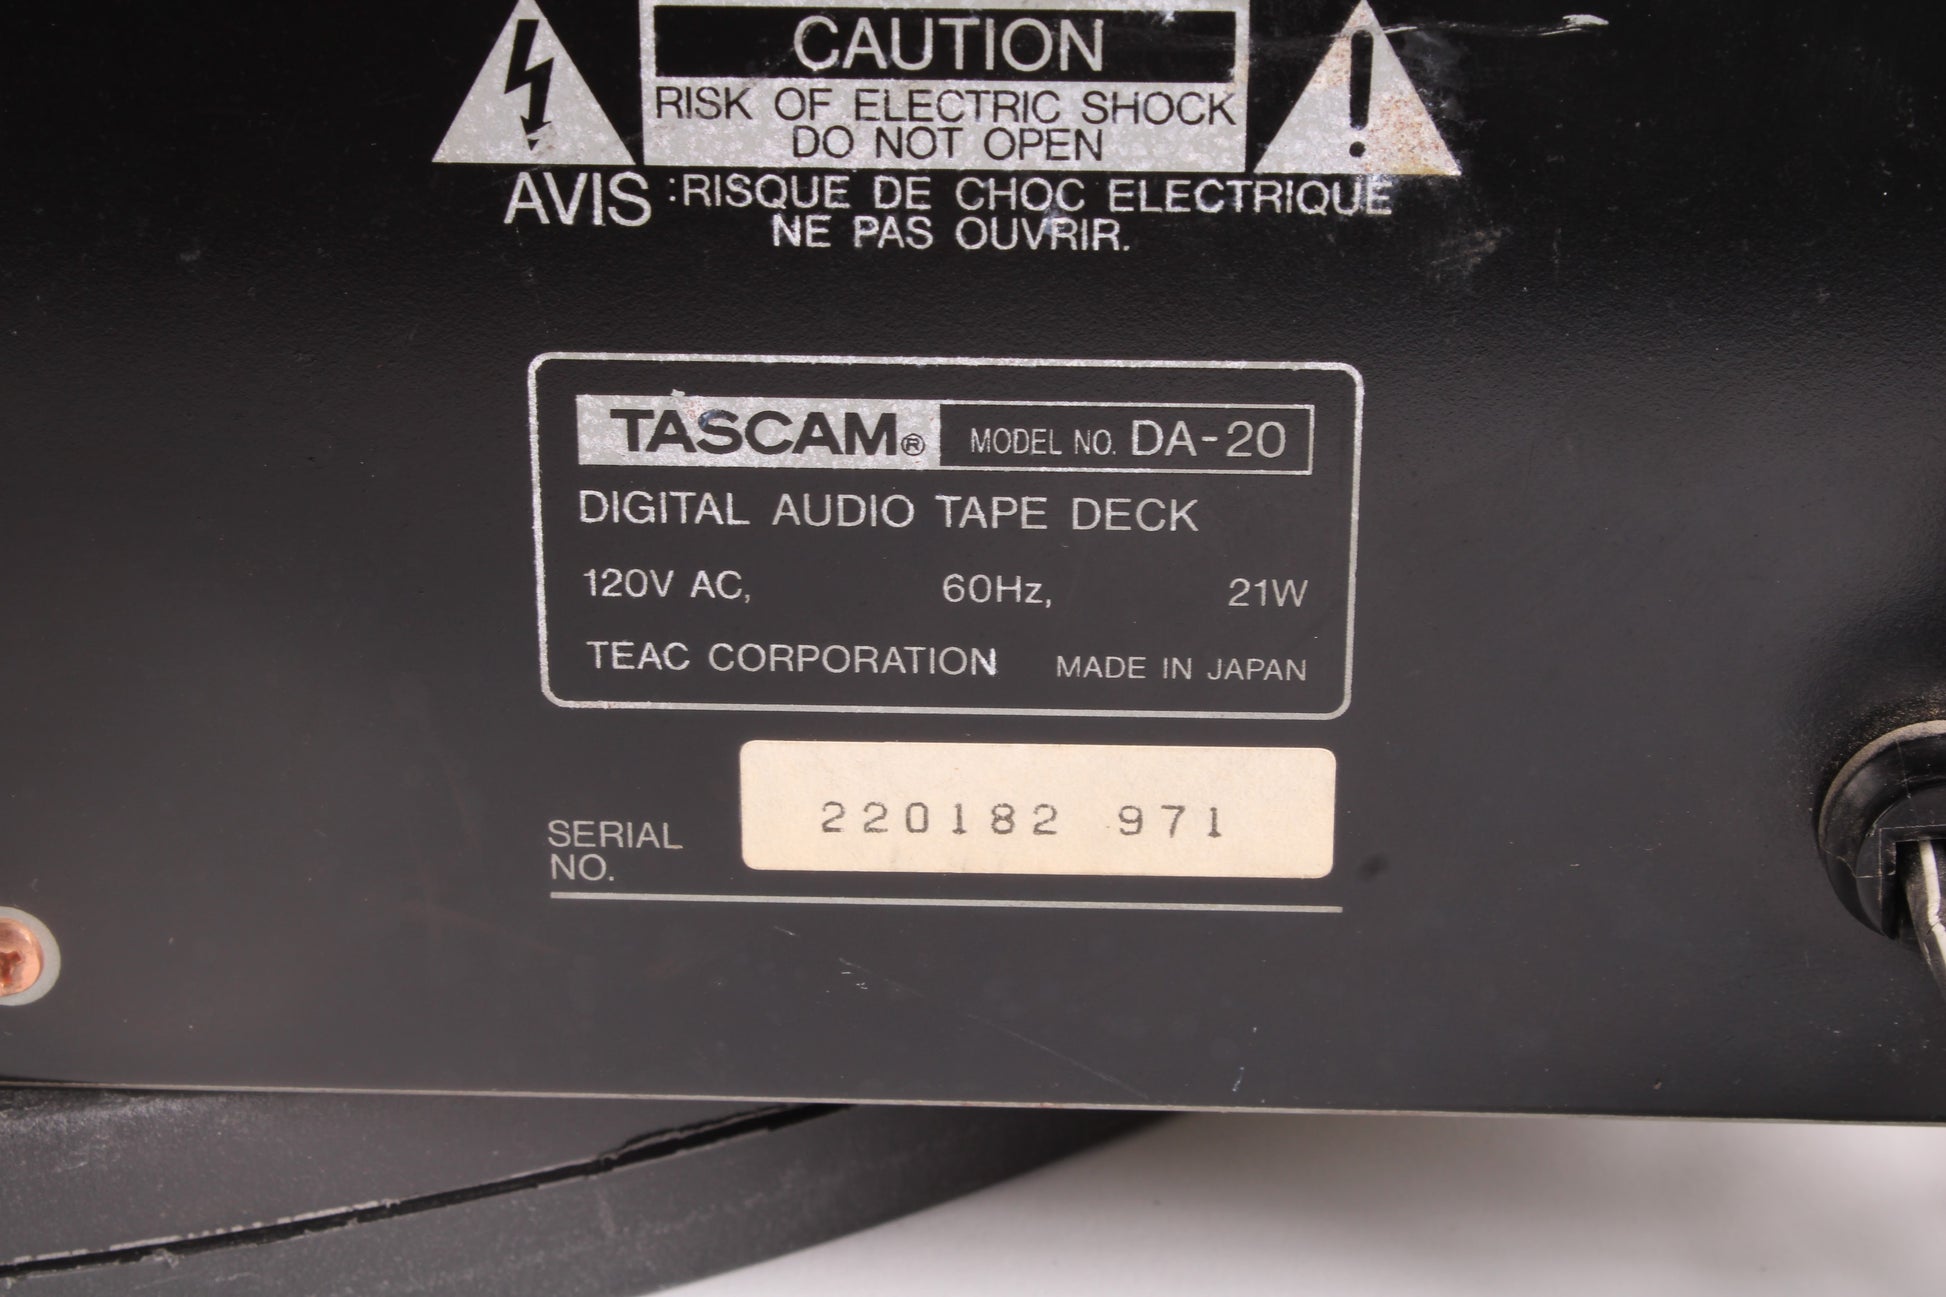 CAUTION
RISK OF ELECTRIC SHOCK
DO NOT OPEN
AVIS :RISQUE DE CHOC ELECTRIQUE
NE PAS OUVRIR.
TASCAM® MODEL NO. DA-20
DIGITAL AUDIO TAPE DECK
120V AC, 60Hz, 21W
TEAC CORPORATION MADE IN JAPAN
SERIAL NO. 220182 971